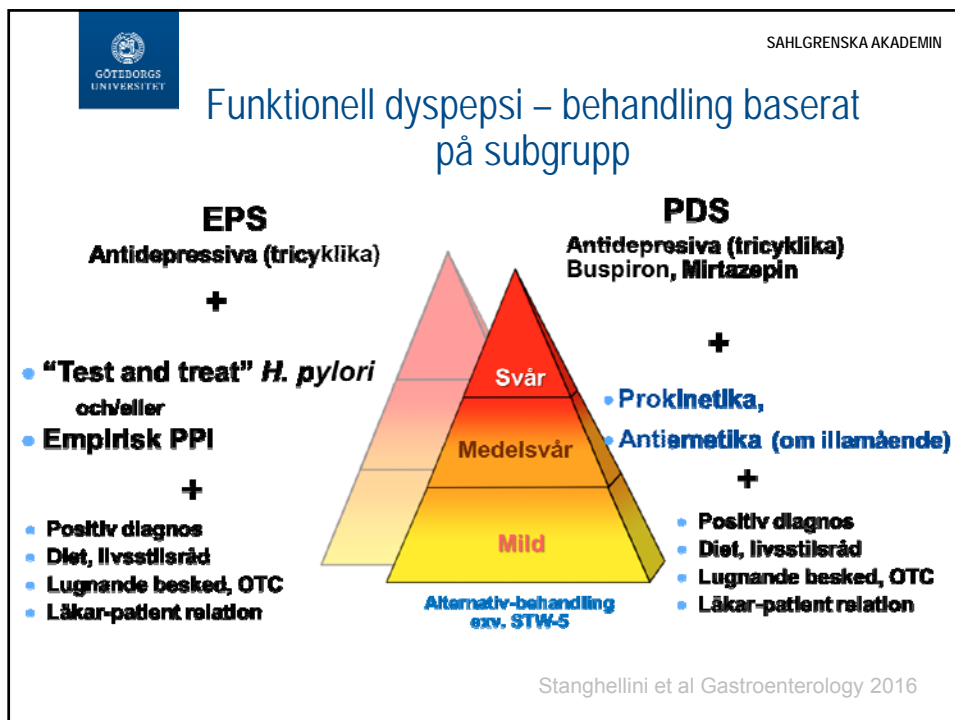 GÖTEBORGS
UNIVERSITET
SAHLGRENSKA AKADEMIN
Funktionell dyspepsi – behandling baserat
på subgrupp
EPS
Antidepressiva (tricyklika)
+
• “Test and treat” H. pylori
och/eller
• Empirisk PPI
+
• Positiv diagnos
• Diet, livsstilsråd
• Lugnande besked, OTC
• Läkar-patient relation
Svår
Medelsvår
Mild
Alternativ-behandling
exv. STW-5
PDS
Antidepresiva (tricyklika)
Buspiron, Mirtazepin
+
• Prokinetika,
• Antiemetika (om illamående)
+
• Positiv diagnos
• Diet, livsstilsråd
• Lugnande besked, OTC
• Läkar-patient relation
Stanghellini et al Gastroenterology 2016